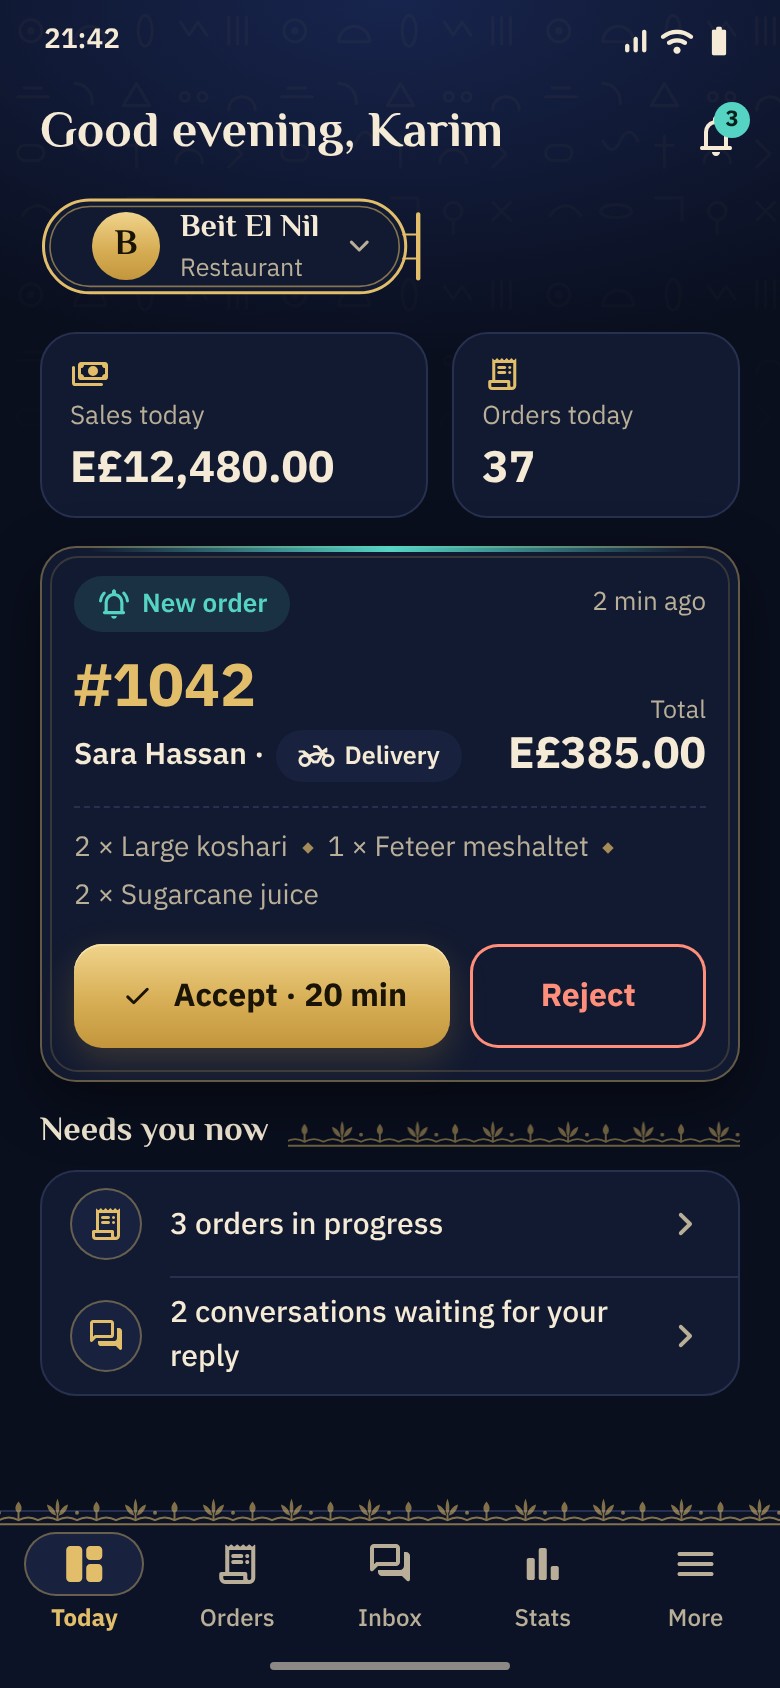 21:42
Good evening, Karim
3
B
Beit El Nil
Restaurant
Sales today
E£12,480.00
Orders today
37
New order
2 min ago
#1042
Total
Sara Hassan ·
Delivery
E£385.00
2 × Large koshari ◆ 1 × Feteer meshaltet ◆
2 × Sugarcane juice
Accept · 20 min
Reject
Needs you now
3 orders in progress
2 conversations waiting for your
reply
Today
Orders
Inbox
Stats
More